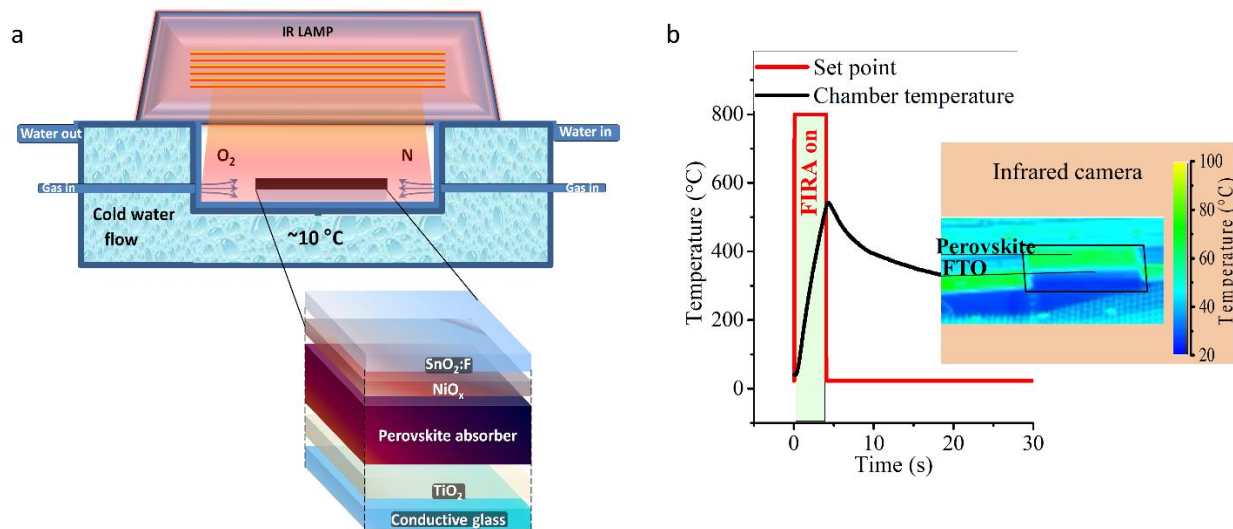 a
IR LAMP
Water out
Water in
O2
N
Gas in
Gas in
Cold water
flow
~10 °C
SnO2:F
NiOx
Perovskite absorber
TiO2
Conductive glass
b
Set point
Chamber temperature
800
600
400
200
0
Temperature (°C)
FIRA on
0
10
20
30
Time (s)
Infrared camera
Perovskite
FTO
100
80
60
40
20
Temperature (°C)